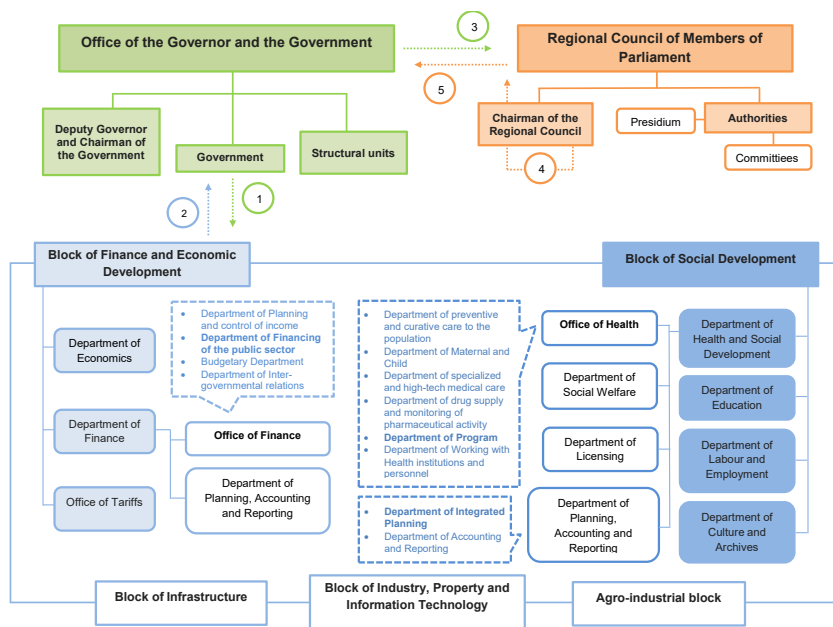 3
Office of the Governor and the Government
Regional Council of Members of
Parliament
5
Deputy Governor
and Chairman of
the Government
Government
Structural units
Chairman of the
Regional Council
Presidium
Authorities
Committiees
4
2
1
Block of Finance and Economic
Development
Block of Social Development
Department of
Economics
Department of
Finance
Office of Tariffs
Department of Planning
and control of income
Department of Financing
of the public sector
Budgetary Department
Department of Inter-
governmental relations
Office of Finance
Department of
Planning, Accounting
and Reporting
Department of preventive
and curative care to the
population
Department of Maternal and
Child
Department of specialized
and high-tech medical care
Department of drug supply
and monitoring of
pharmaceutical activity
Department of Program
Department of Working with
Health institutions and
personnel
Department of Integrated
Planning
Department of Accounting
and Reporting
Office of Health
Department of
Social Welfare
Department of
Licensing
Department of
Planning,
Accounting
and Reporting
Department of
Health and Social
Development
Department of
Education
Department of
Labour and
Employment
Department of
Culture and
Archives
Block of Infrastructure
Block of Industry, Property and
Information Technology
Agro-industrial block